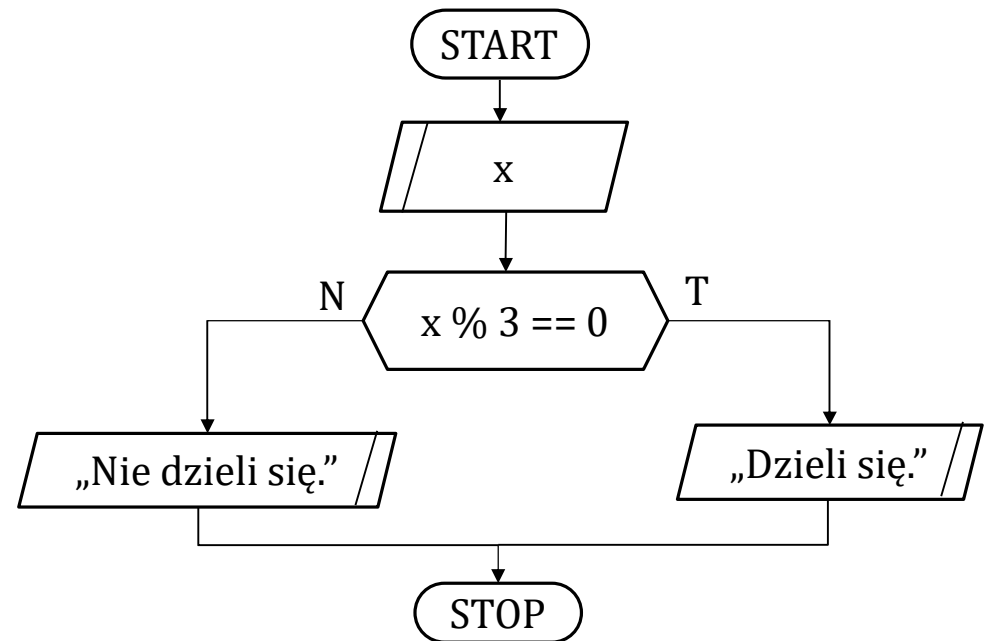 START
x
N
T
x % 3 == 0
„Nie dzieli się.”
„Dzieli się.”
STOP